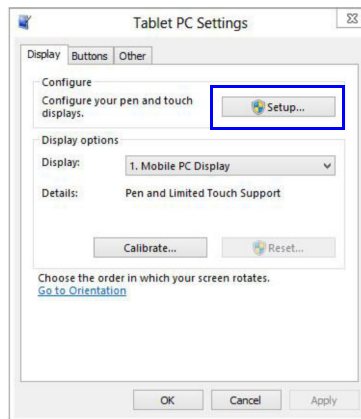 Tablet PC Settings
Display Buttons Other
Configure
Configure your pen and touch
displays.
Setup...
Display options
Display:
1. Mobile PC Display
Details:
Pen and Limited Touch Support
Calibrate...
Reset...
Choose the order in which your screen rotates.
Go to Orientation
OK Cancel Apply